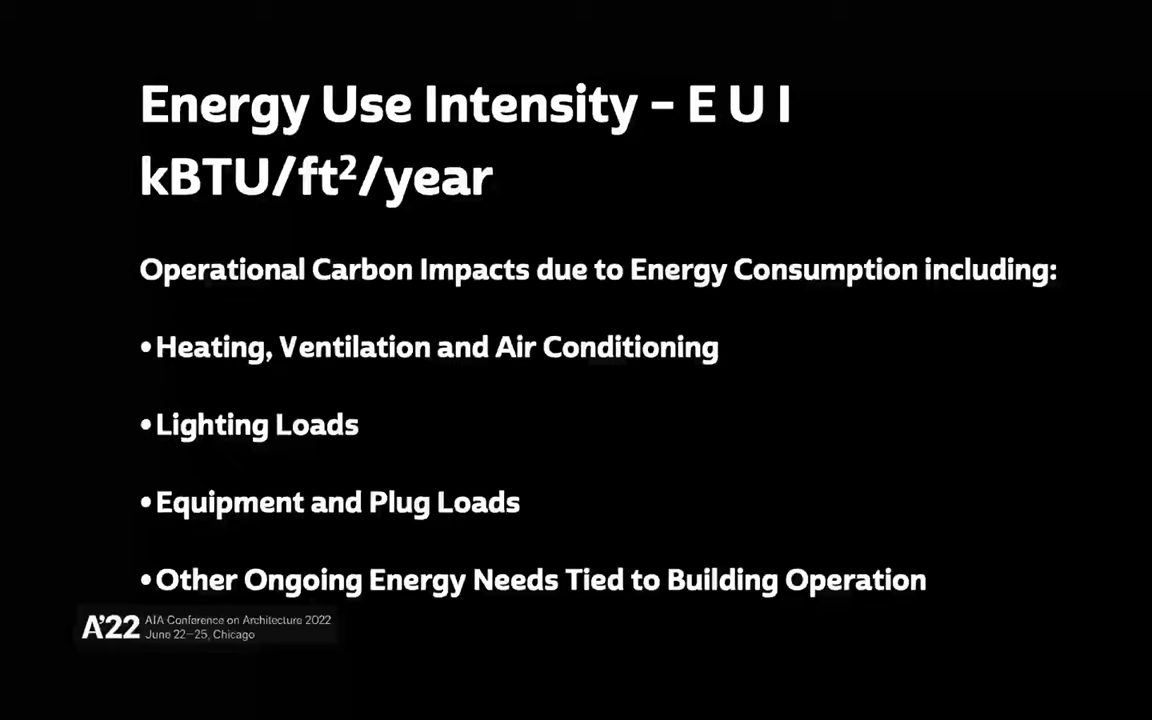 Energy Use Intensity – E U I
kBTU/ft²/year
Operational Carbon Impacts due to Energy Consumption including:
• Heating, Ventilation and Air Conditioning
• Lighting Loads
• Equipment and Plug Loads
• Other Ongoing Energy Needs Tied to Building Operation
A'22
AIA Conference on Architecture 2022
June 22–25, Chicago